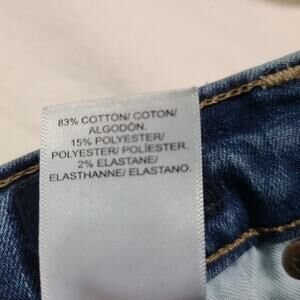 83% COTTON/ COTON/
ALGODÓN.
15% POLYESTER/
POLYESTER/ POLIÉSTER.
2% ELASTANE/
ELASTHANNE/ ELASTANO.